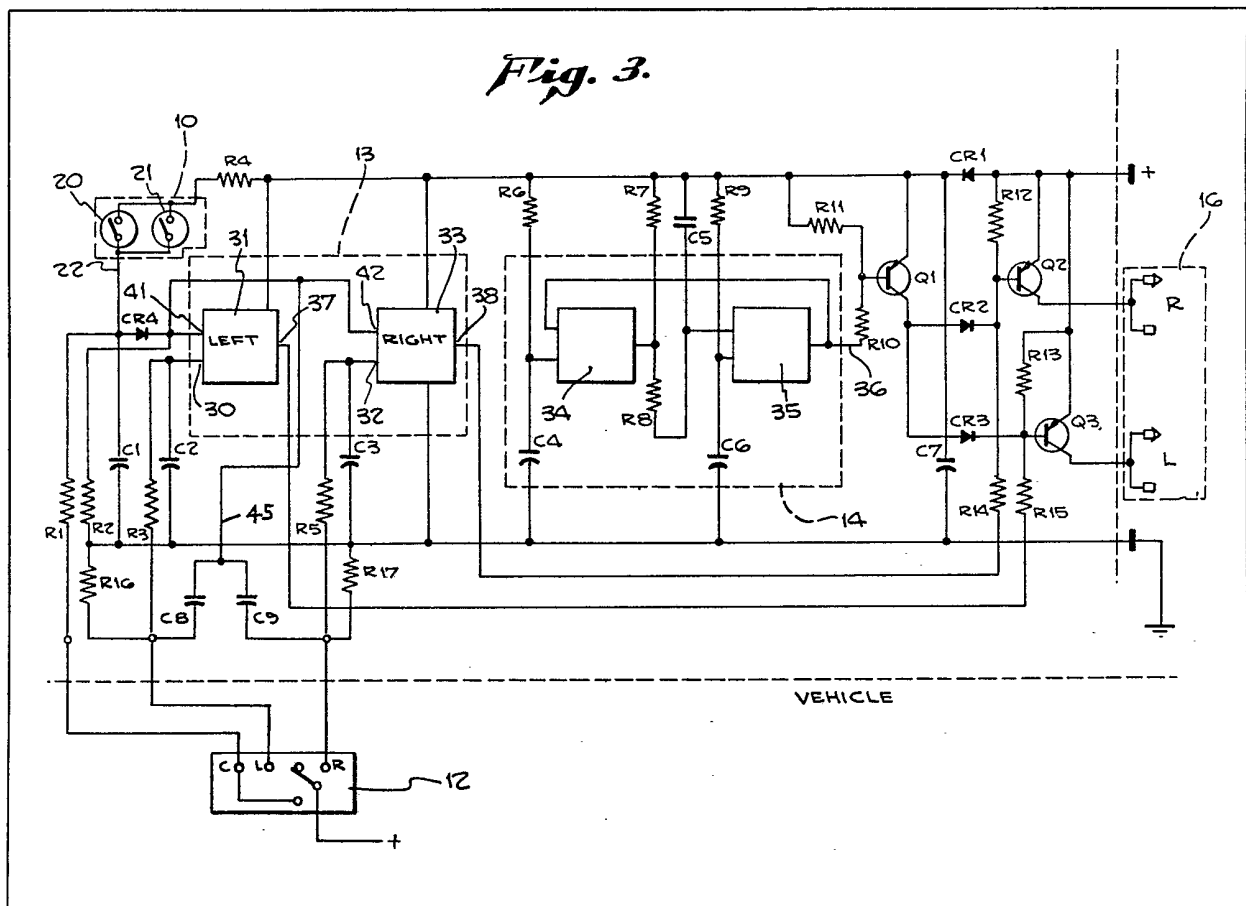 Fig. 3.
10
13
20
21
R4
CR1
+
R6
R7
R9
R11
R12
16
22
31
33
C5
Q1
Q2
R
41
CR4
LEFT
37
42
RIGHT
38
CR2
R10
R13
30
32
34
R8
35
36
CR3
Q3
L
C1
C2
C3
C4
C6
C7
R1
R2
R3
45
R5
14
R14
R15
R16
C8
C9
R17
VEHICLE
C
L
R
12
+